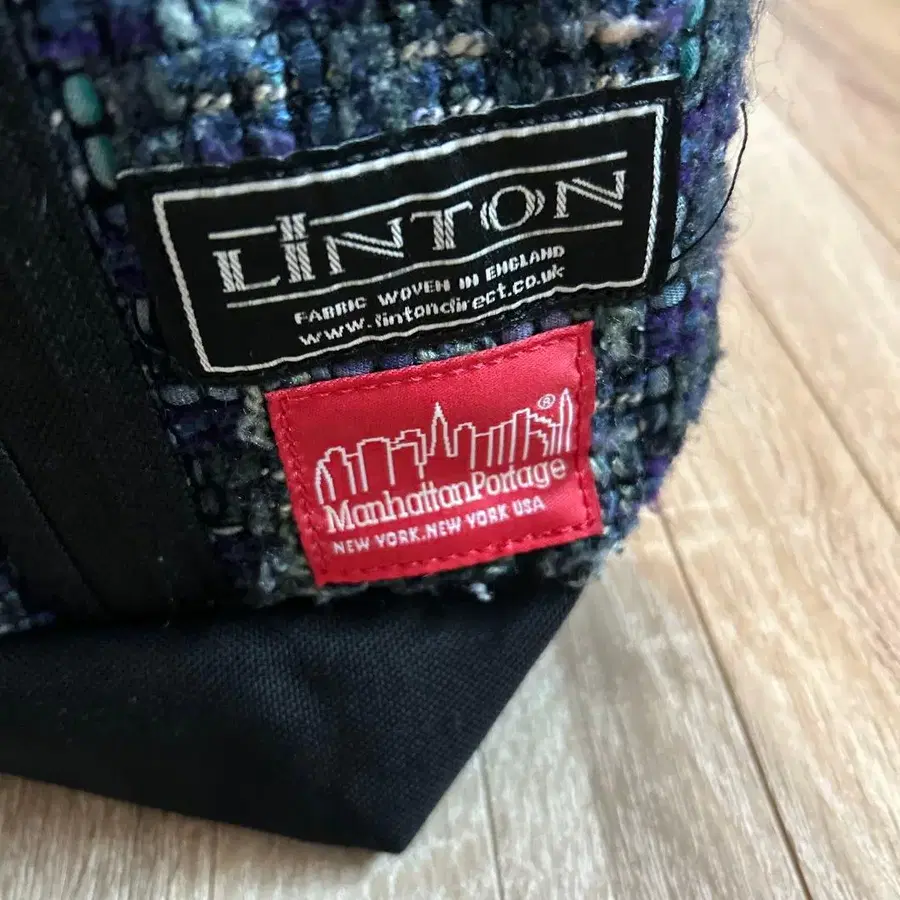 LINTON
FABRIC WOVEN IN ENGLAND
www.lintondirect.co.uk
®
ManhattanPortage
NEW YORK, NEW YORK USA